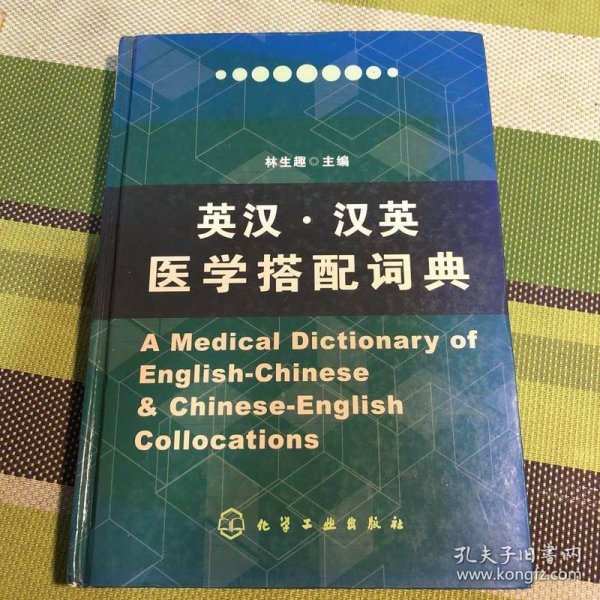 林生趣◎主编
英汉·汉英
医学搭配词典
A Medical Dictionary of
English-Chinese
& Chinese-English
Collocations
化学工业出版社
孔夫子旧书网
www.kongfz.com